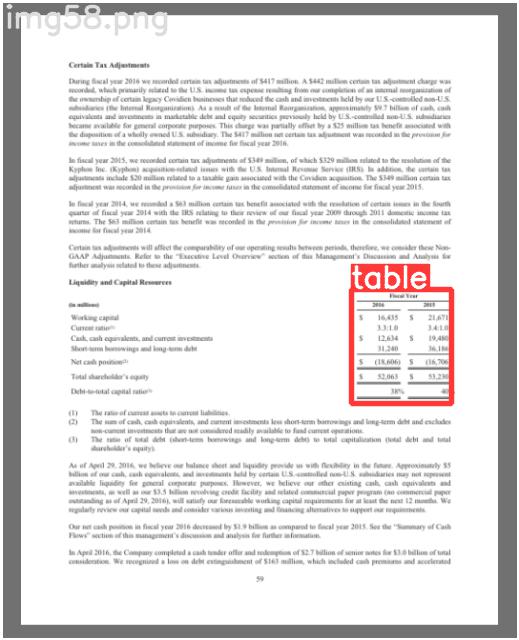 img58.png
Certain Tax Adjustments
During fiscal year 2016 we recorded certain tax adjustments of $417 million. A $442 million certain tax adjustment charge was
recorded, which primarily related to the U.S. income tax expense resulting from our completion of an internal reorganization of
the ownership of certain legacy Covidien businesses that reduced the cash and investments held by our U.S.-controlled non-U.S.
subsidiaries (the Internal Reorganization). As a result of the Internal Reorganization, approximately $9.7 billion of cash, cash
equivalents and investments in marketable debt and equity securities previously held by U.S.-controlled non-U.S. subsidiaries
became available for general corporate purposes. This charge was partially offset by a $25 million tax benefit associated with
the disposition of a wholly owned U.S. subsidiary. The $417 million net certain tax adjustment was recorded in the provision for
income taxes in the consolidated statement of income for fiscal year 2016.
In fiscal year 2015, we recorded certain tax adjustments of $349 million, of which $329 million related to the resolution of the
Kyphon Inc. (Kyphon) acquisition-related issues with the U.S. Internal Revenue Service (IRS). In addition, the certain tax
adjustments include $20 million related to a taxable gain associated with the Covidien acquisition. The $349 million certain tax
adjustment was recorded in the provision for income taxes in the consolidated statement of income for fiscal year 2015.
In fiscal year 2014, we recorded a $63 million certain tax benefit associated with the resolution of certain issues in the fourth
quarter of fiscal year 2014 with the IRS relating to their review of our fiscal year 2009 through 2011 domestic income tax
returns. The $63 million certain tax benefit was recorded in the provision for income taxes in the consolidated statement of
income for fiscal year 2014.
Certain tax adjustments will affect the comparability of our operating results between periods, therefore, we consider these Non-
GAAP Adjustments. Refer to the "Executive Level Overview" section of this Management's Discussion and Analysis for
further analysis related to these adjustments.
table
Liquidity and Capital Resources
Fiscal Year
(in millions) 2016 2015
Working capital $ 16,435 $ 21,671
Current ratio(1) 3.3:1.0 3.4:1.0
Cash, cash equivalents, and current investments $ 12,634 $ 19,480
Short-term borrowings and long-term debt 31,240 36,186
Net cash position(2) $ (18,606) $ (16,706
Total shareholder's equity $ 52,063 $ 53,230
Debt-to-total capital ratio(3) 38% 40
(1) The ratio of current assets to current liabilities.
(2) The sum of cash, cash equivalents, and current investments less short-term borrowings and long-term debt and excludes
non-current investments that are not considered readily available to fund current operations.
(3) The ratio of total debt (short-term borrowings and long-term debt) to total capitalization (total debt and total
shareholder's equity).
As of April 29, 2016, we believe our balance sheet and liquidity provide us with flexibility in the future. Approximately $5
billion of our cash, cash equivalents, and investments held by certain U.S.-controlled non-U.S. subsidiaries may not represent
available liquidity for general corporate purposes. However, we believe our other existing cash, cash equivalents and
investments, as well as our $3.5 billion revolving credit facility and related commercial paper program (no commercial paper
outstanding as of April 29, 2016), will satisfy our foreseeable working capital requirements for at least the next 12 months. We
regularly review our capital needs and consider various investing and financing alternatives to support our requirements.
Our net cash position in fiscal year 2016 decreased by $1.9 billion as compared to fiscal year 2015. See the "Summary of Cash
Flows" section of this management's discussion and analysis for further information.
In April 2016, the Company completed a cash tender offer and redemption of $2.7 billion of senior notes for $3.0 billion of total
consideration. We recognized a loss on debt extinguishment of $163 million, which included cash premiums and accelerated
59